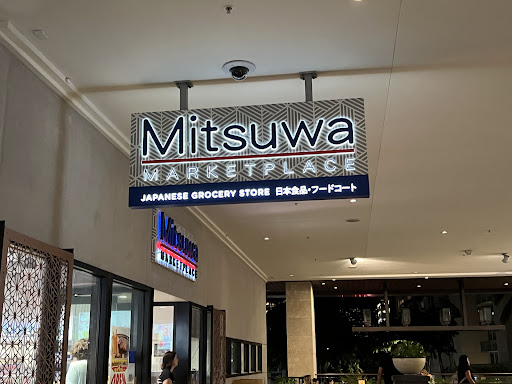 Mitsuwa
MARKETPLACE
JAPANESE GROCERY STORE 日本食品・フードコート
Mitsuwa
MARKETPLACE